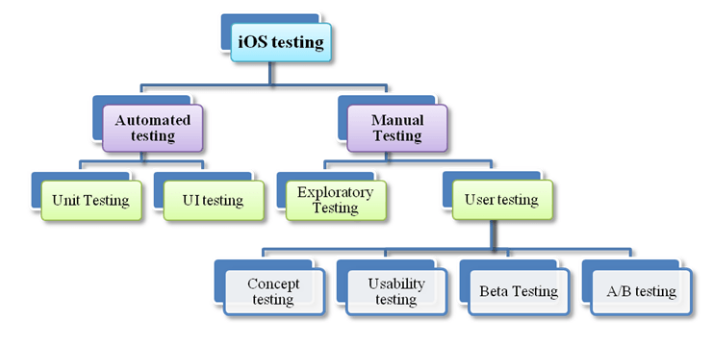 iOS testing
Automated
testing
Manual
Testing
Unit Testing
UI testing
Exploratory
Testing
User testing
Concept
testing
Usability
testing
Beta Testing
A/B testing